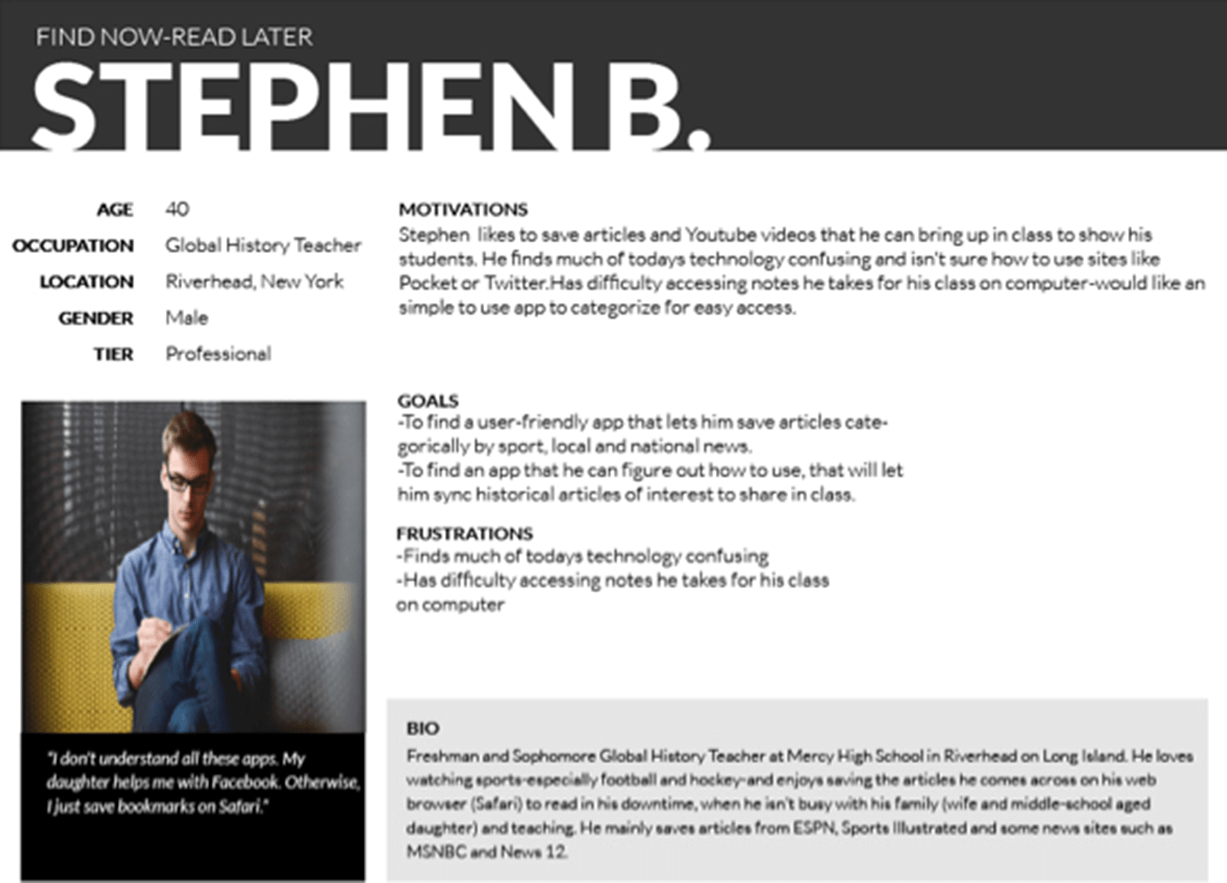 FIND NOW-READ LATER
STEPHEN B.
AGE 40
OCCUPATION Global History Teacher
LOCATION Riverhead, New York
GENDER Male
TIER Professional
"I don't understand all these apps. My
daughter helps me with Facebook. Otherwise,
I just save bookmarks on Safari."
MOTIVATIONS
Stephen likes to save articles and Youtube videos that he can bring up in class to show his
students. He finds much of todays technology confusing and isn't sure how to use sites like
Pocket or Twitter.Has difficulty accessing notes he takes for his class on computer-would like an
simple to use app to categorize for easy access.
GOALS
-To find a user-friendly app that lets him save articles cate-
gorically by sport, local and national news.
-To find an app that he can figure out how to use, that will let
him sync historical articles of interest to share in class.
FRUSTRATIONS
-Finds much of todays technology confusing
-Has difficulty accessing notes he takes for his class
on computer
BIO
Freshman and Sophomore Global History Teacher at Mercy High School in Riverhead on Long Island. He loves
watching sports-especially football and hockey-and enjoys saving the articles he comes across on his web
browser (Safari) to read in his downtime, when he isn't busy with his family (wife and middle-school aged
daughter) and teaching. He mainly saves articles from ESPN, Sports Illustrated and some news sites such as
MSNBC and News 12.